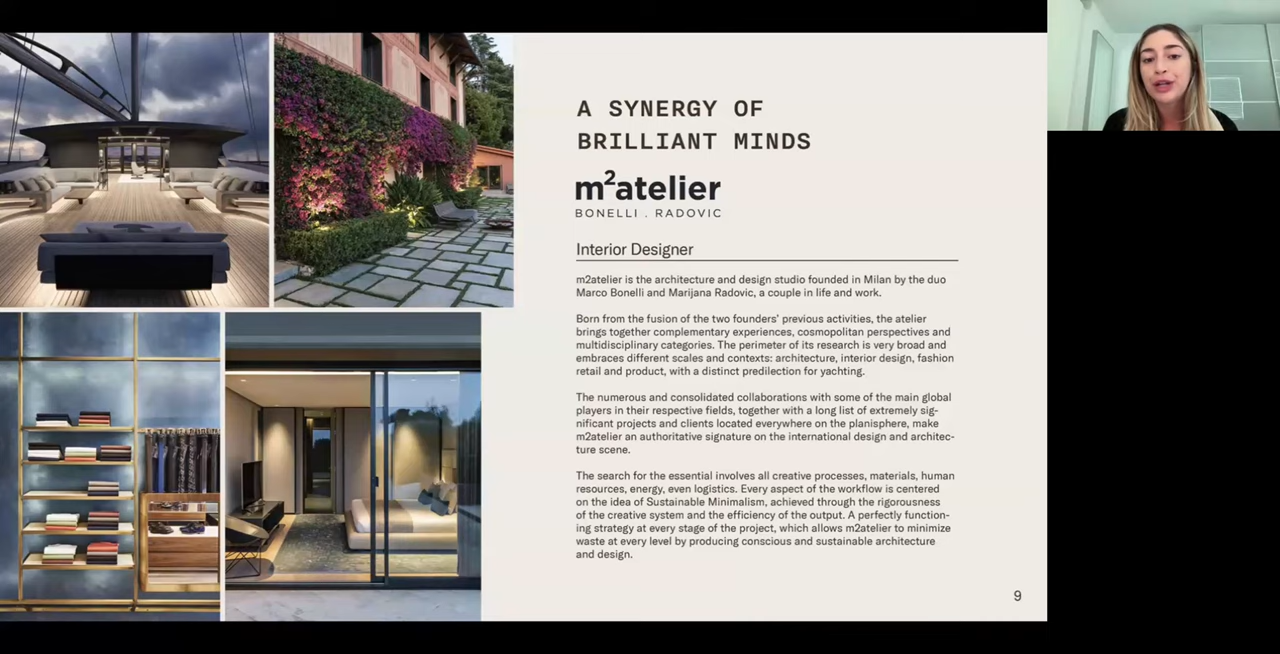 A SYNERGY OF
BRILLIANT MINDS
m²atelier
BONELLI . RADOVIC
Interior Designer
m2atelier is the architecture and design studio founded in Milan by the duo
Marco Bonelli and Marijana Radovic, a couple in life and work.
Born from the fusion of the two founders' previous activities, the atelier
brings together complementary experiences, cosmopolitan perspectives and
multidisciplinary categories. The perimeter of its research is very broad and
embraces different scales and contexts: architecture, interior design, fashion
retail and product, with a distinct predilection for yachting.
The numerous and consolidated collaborations with some of the main global
players in their respective fields, together with a long list of extremely sig-
nificant projects and clients located everywhere on the planisphere, make
m2atelier an authoritative signature on the international design and architec-
ture scene.
The search for the essential involves all creative processes, materials, human
resources, energy, even logistics. Every aspect of the workflow is centered
on the idea of Sustainable Minimalism, achieved through the rigorousness
of the creative system and the efficiency of the output. A perfectly function-
ing strategy at every stage of the project, which allows m2atelier to minimize
waste at every level by producing conscious and sustainable architecture
and design.
9